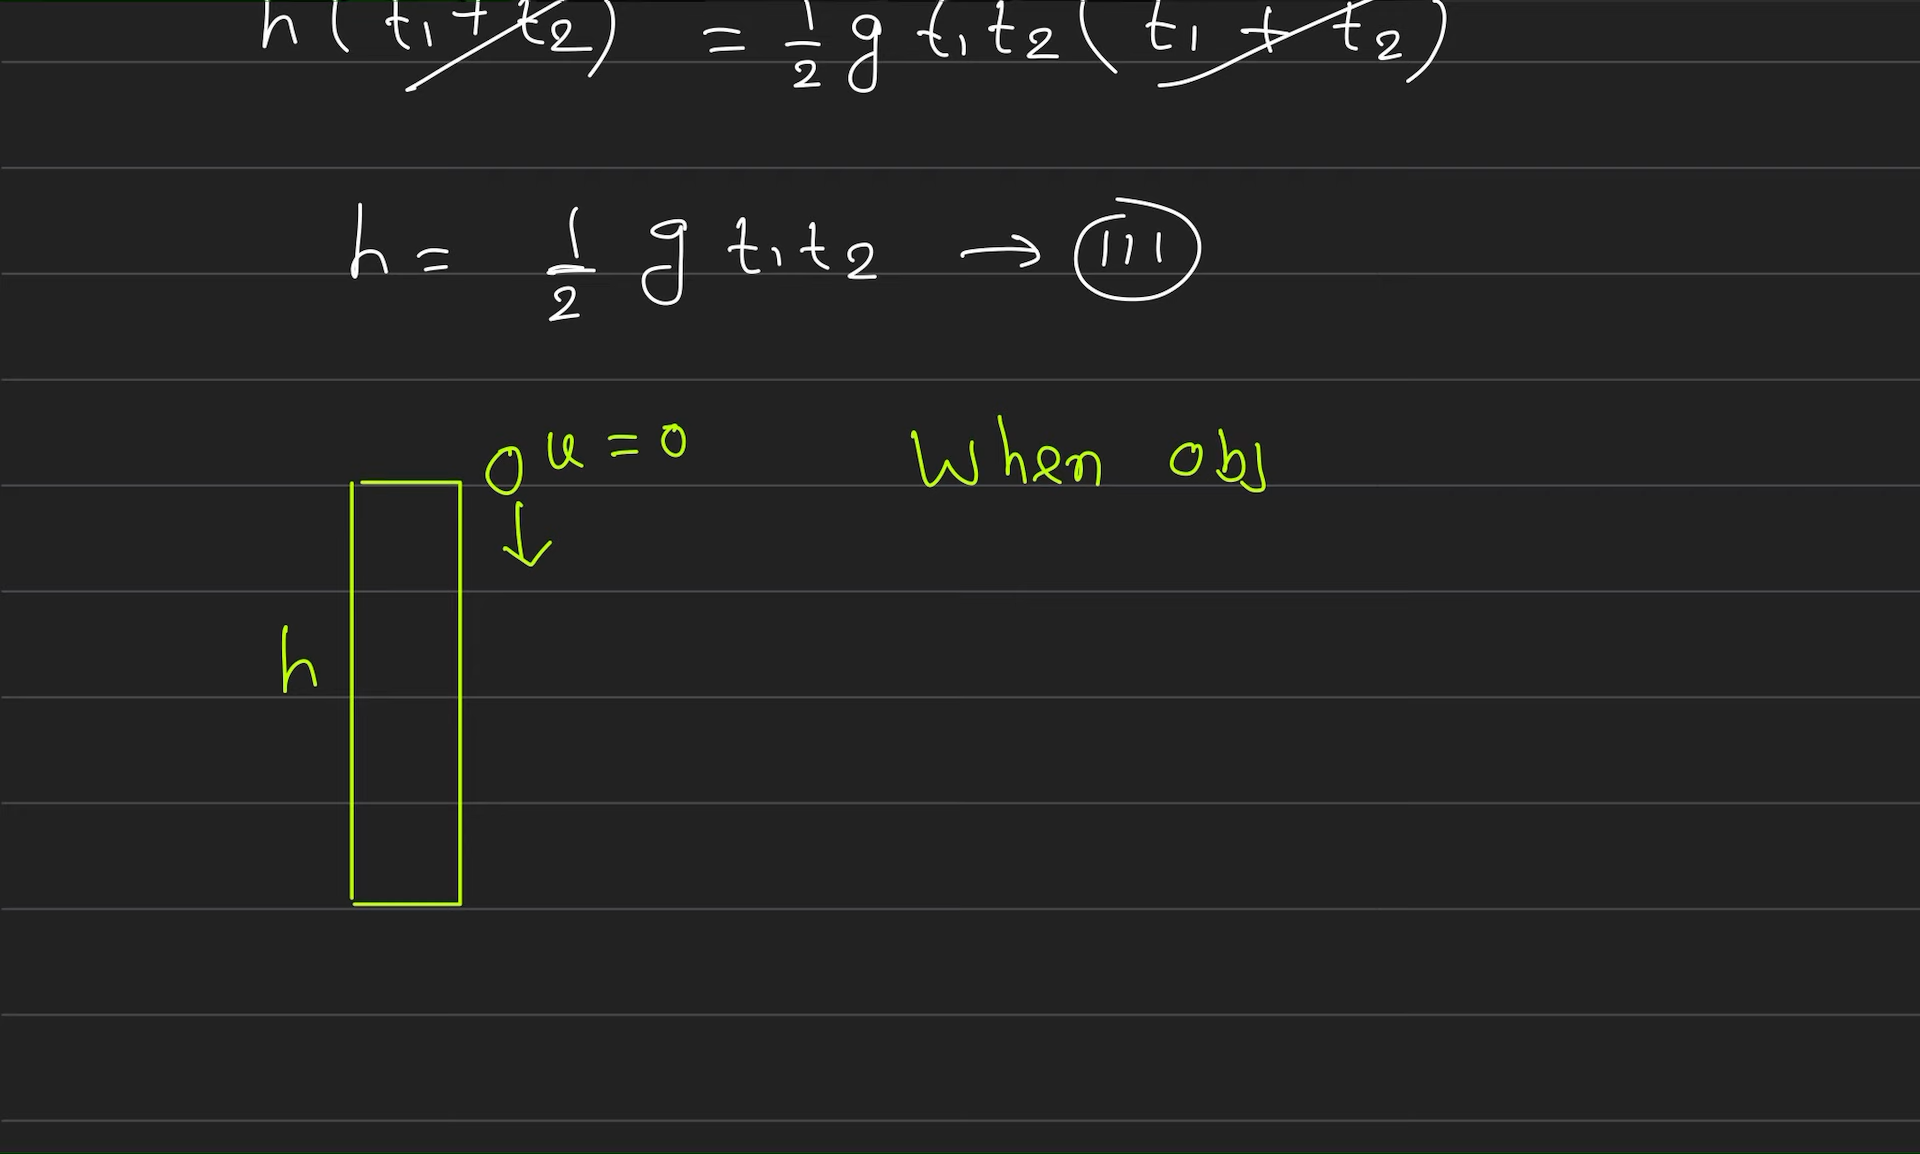 h(t₁+t₂) = 1/2 g t₁t₂(t₁+t₂)
h = 1/2 g t₁t₂ → III
u=0 When obj
h